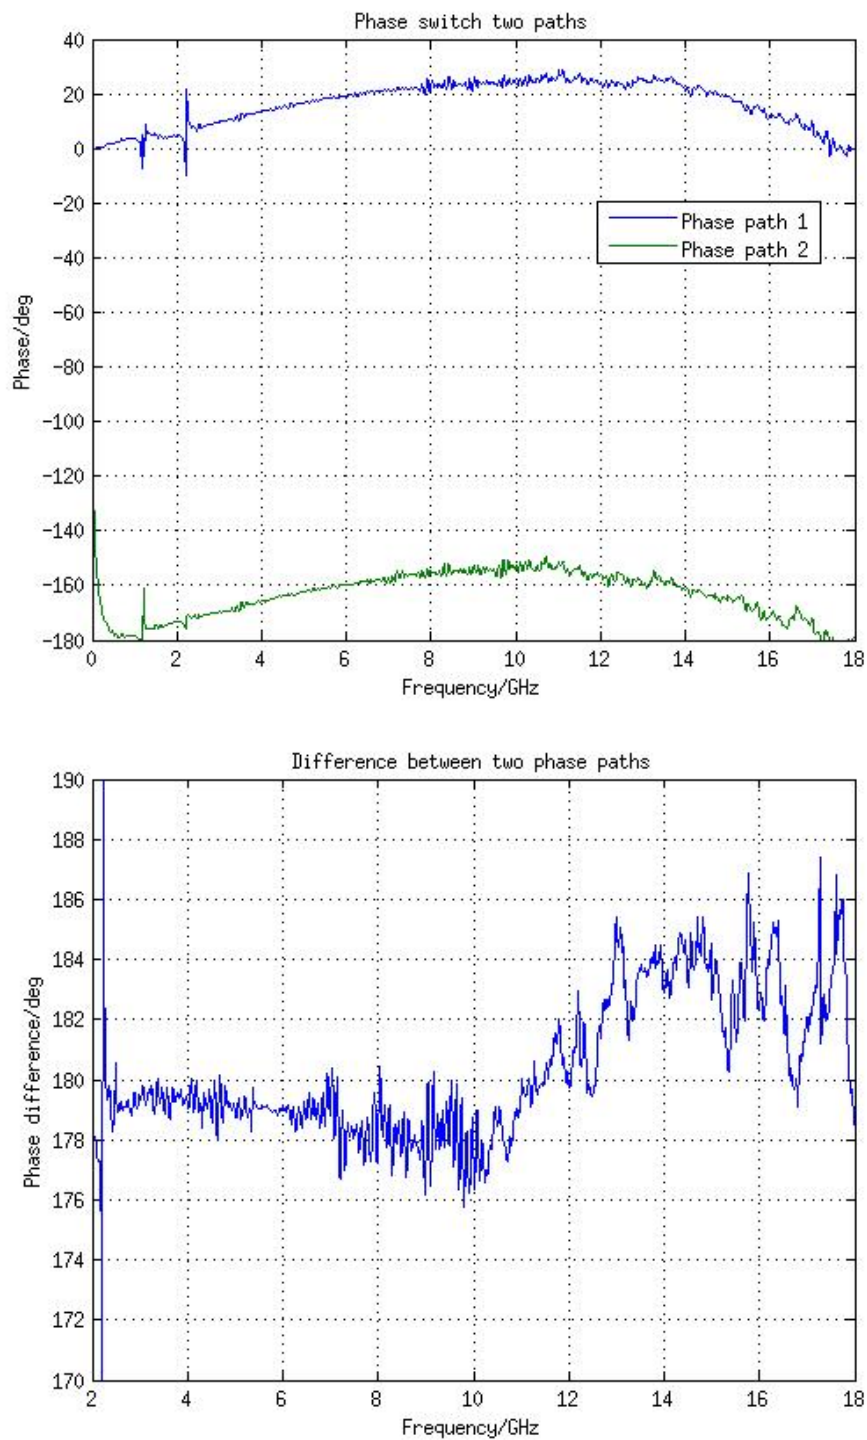 Phase switch two paths
40
20
0
-20
-40
-60
-80
-100
-120
-140
-160
-180
Phase/deg
Phase path 1
Phase path 2
0 2 4 6 8 10 12 14 16 18
Frequency/GHz
Difference between two phase paths
190
188
186
184
182
180
178
176
174
172
170
Phase difference/deg
2 4 6 8 10 12 14 16 18
Frequency/GHz